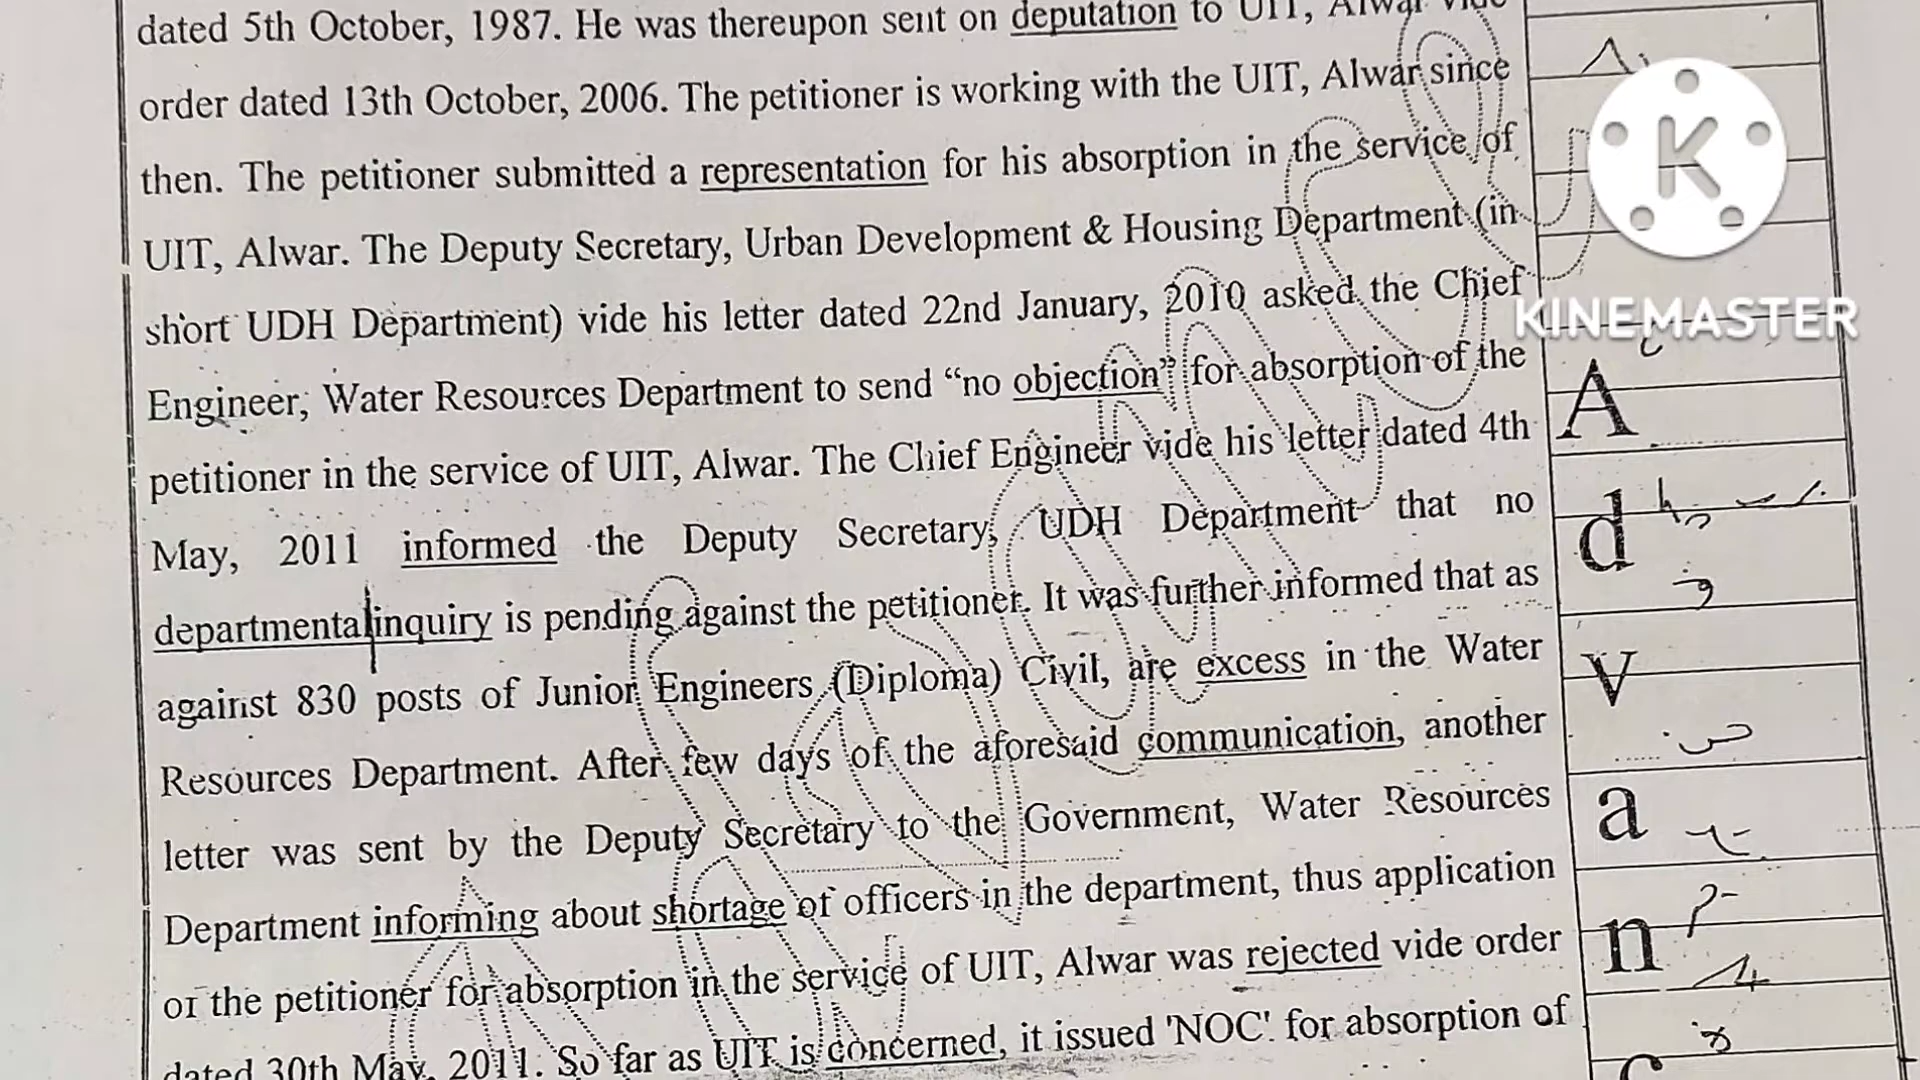 dated 5th October, 1987. He was thereupon sent on deputation to UIT, Alwar vide
order dated 13th October, 2006. The petitioner is working with the UIT, Alwar since
then. The petitioner submitted a representation for his absorption in the service of
UIT, Alwar. The Deputy Secretary, Urban Development & Housing Department (in
short UDH Department) vide his letter dated 22nd January, 2010 asked the Chief
Engineer, Water Resources Department to send “no objection” for absorption of the
petitioner in the service of UIT, Alwar. The Chief Engineer vide his letter dated 4th
May, 2011 informed the Deputy Secretary, UDH Department that no
departmental inquiry is pending against the petitioner. It was further informed that as
against 830 posts of Junior Engineers (Diploma) Civil, are excess in the Water
Resources Department. After few days of the aforesaid communication, another
letter was sent by the Deputy Secretary to the Government, Water Resources
Department informing about shortage of officers in the department, thus application
of the petitioner for absorption in the service of UIT, Alwar was rejected vide order
dated 30th May, 2011. So far as UIT is concerned, it issued 'NOC' for absorption of
K
KINEMASTER
A
d
v
a
n
c